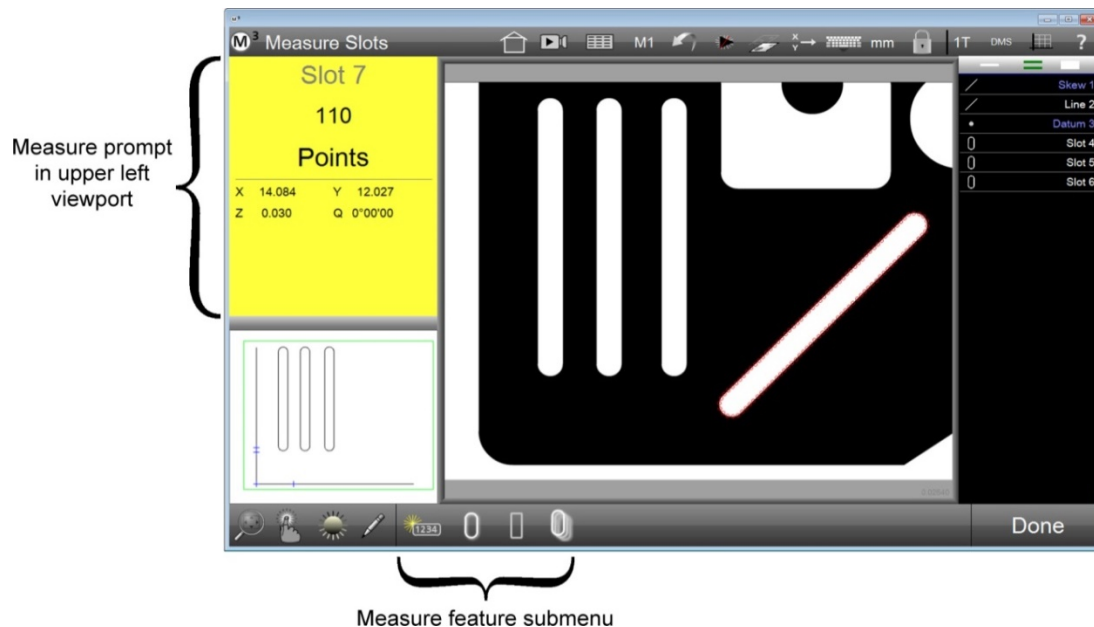 M³
M³ Measure Slots
M1
X
Y
mm
1T
DMS
?
Slot 7
110
Points
X 14.084 Y 12.027
Z 0.030 Q 0°00'00
Measure prompt
in upper left
viewport
Skew 1
Line 2
Datum 3
Slot 4
Slot 5
Slot 6
1234
Done
Measure feature submenu